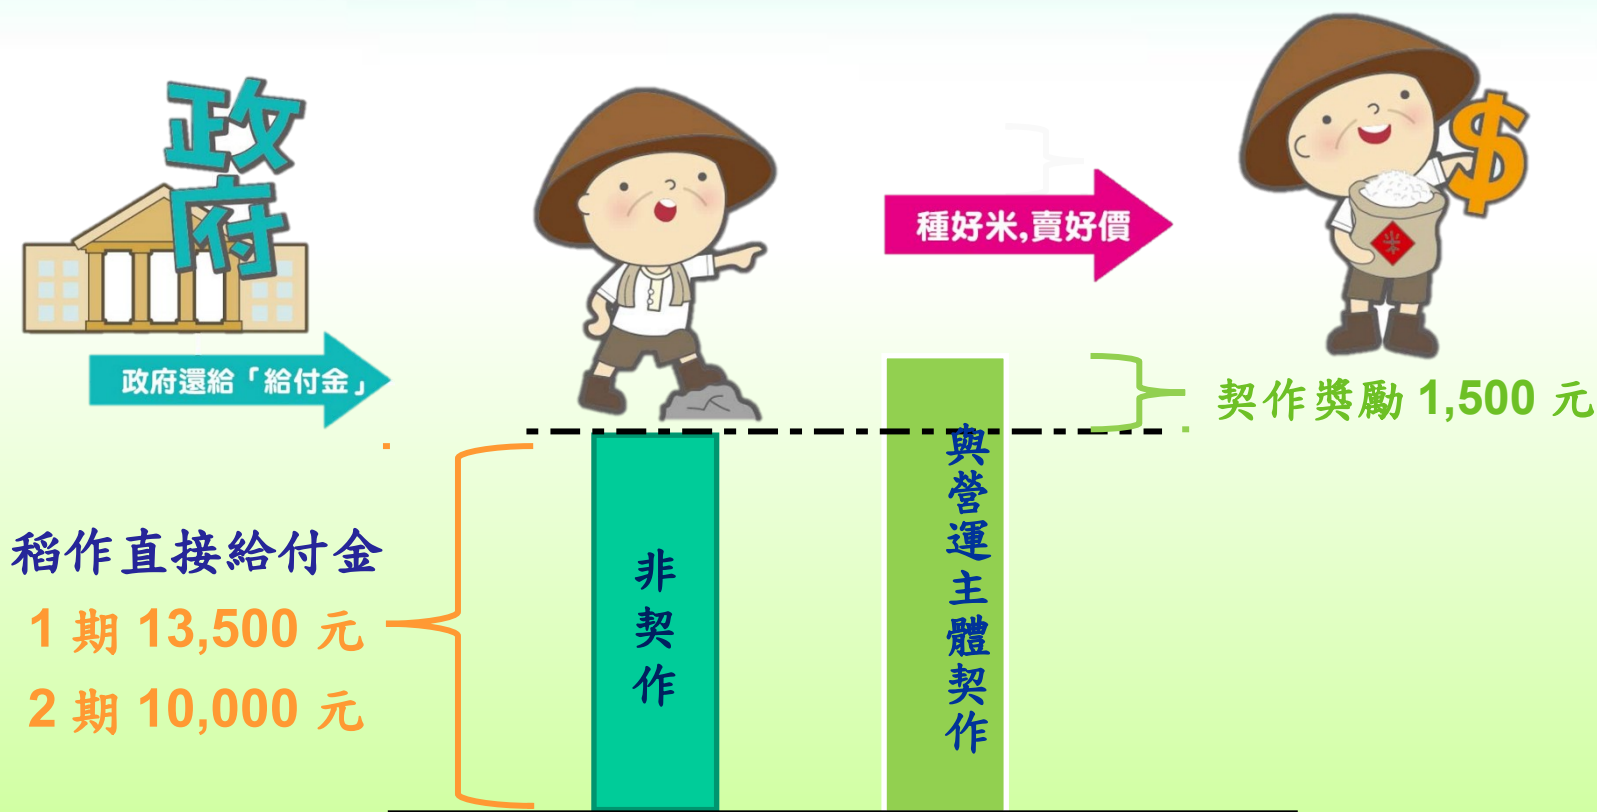 政府
政府還給「給付金」
種好米,賣好價
$
米
契作獎勵 1,500 元
稻作直接給付金
1 期 13,500 元
2 期 10,000 元
非契作
與營運主體契作